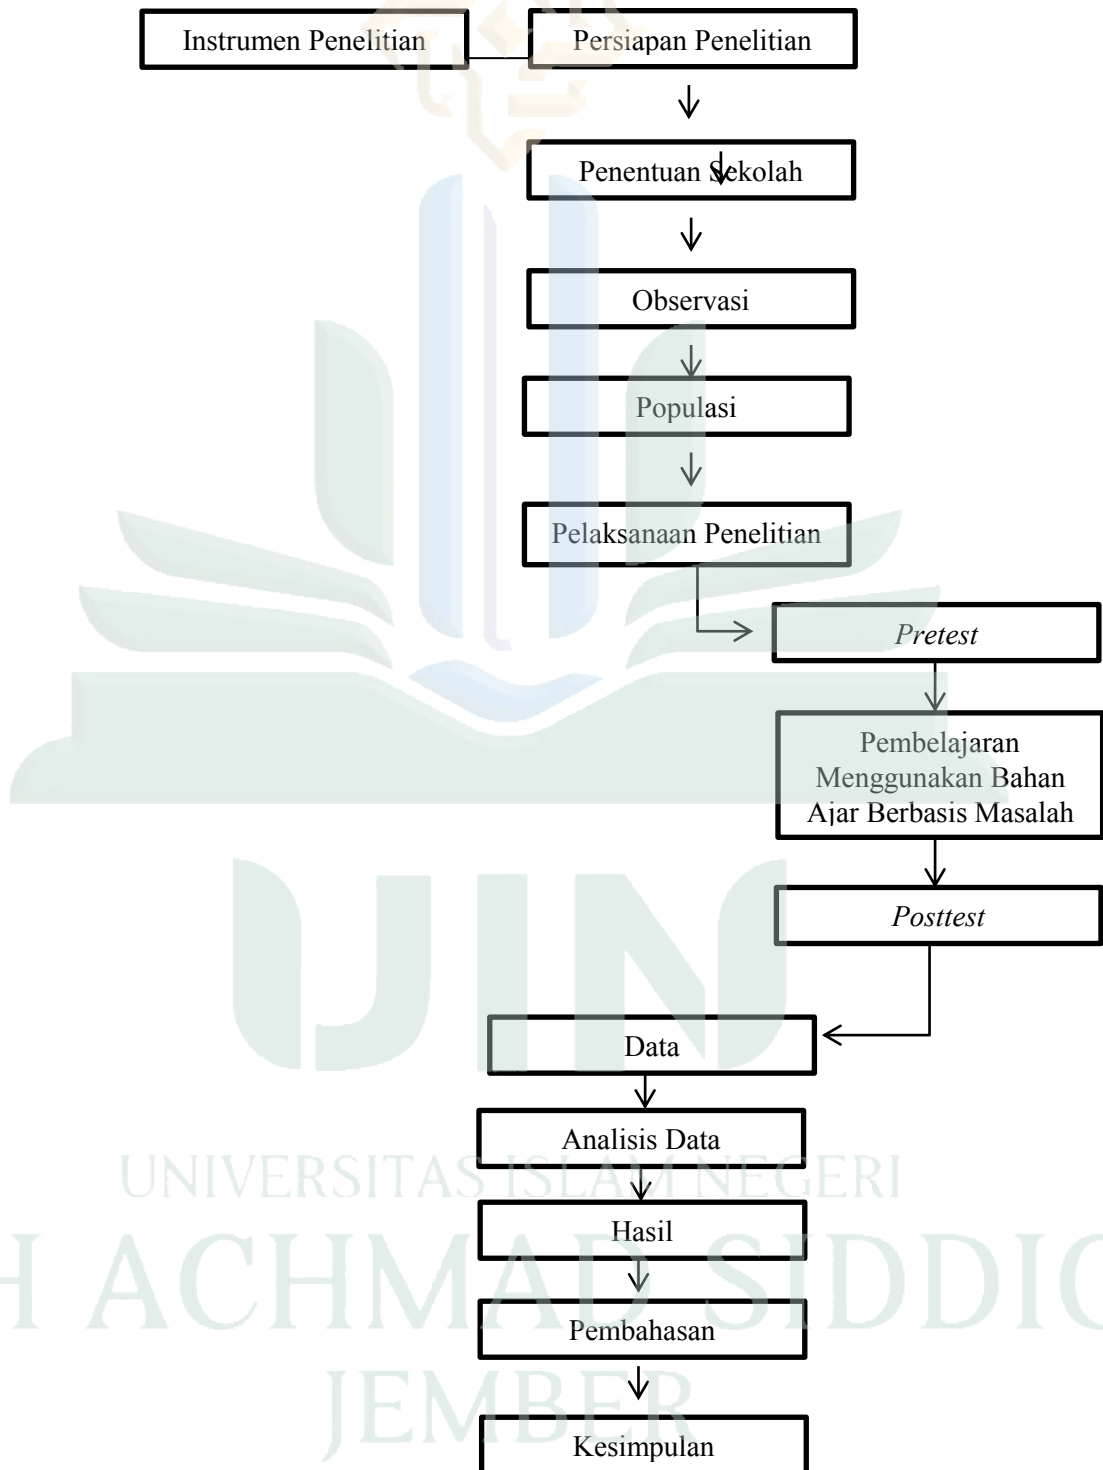 Instrumen Penelitian
Persiapan Penelitian
Penentuan Sekolah
Observasi
Populasi
Pelaksanaan Penelitian
Pretest
Pembelajaran
Menggunakan Bahan
Ajar Berbasis Masalah
Posttest
UIN
Data
Analisis Data
UNIVERSITAS ISLAM NEGERI
Hasil
H ACHMAD SIDDIQ
Pembahasan
JEMBER
Kesimpulan